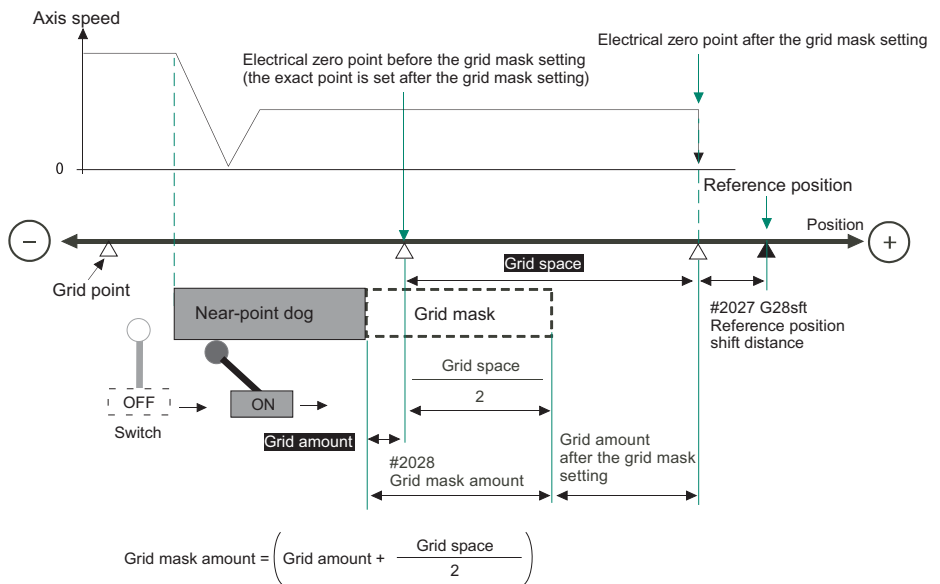 Axis speed
Electrical zero point after the grid mask setting
Electrical zero point before the grid mask setting
(the exact point is set after the grid mask setting)
0
Reference position
Position
−
+
Grid point
Grid space
Near-point dog
Grid mask
#2027 G28sft
Reference position
shift distance
Grid space
2
OFF
ON
Switch
Grid amount
#2028
Grid mask amount
Grid amount
after the grid mask
setting
Grid mask amount = ( Grid amount + Grid space
2 )